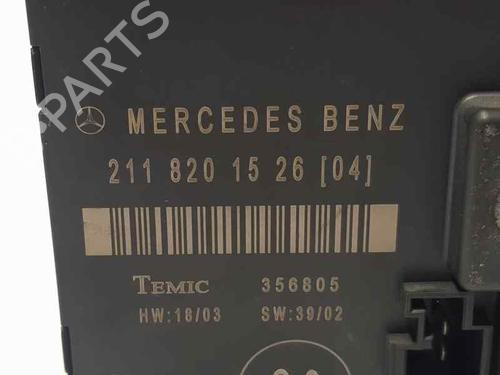 PARTS
MERCEDES BENZ
211 820 15 26 [04]
TEMIC 356805
HW:18/03 SW:39/02